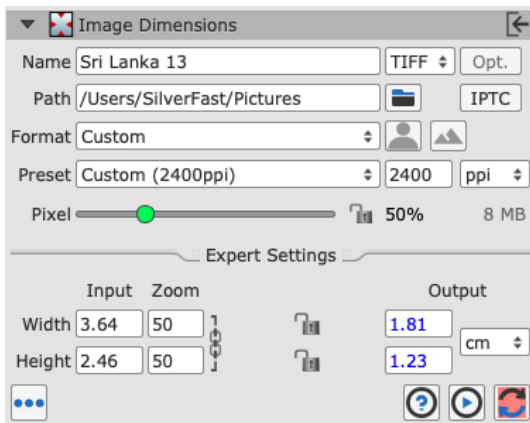 Image Dimensions
Name Sri Lanka 13 TIFF Opt.
Path /Users/SilverFast/Pictures IPTC
Format Custom
Preset Custom (2400ppi) 2400 ppi
Pixel 50% 8 MB
Expert Settings
Input Zoom Output
Width 3.64 50 1.81
cm
Height 2.46 50 1.23
?